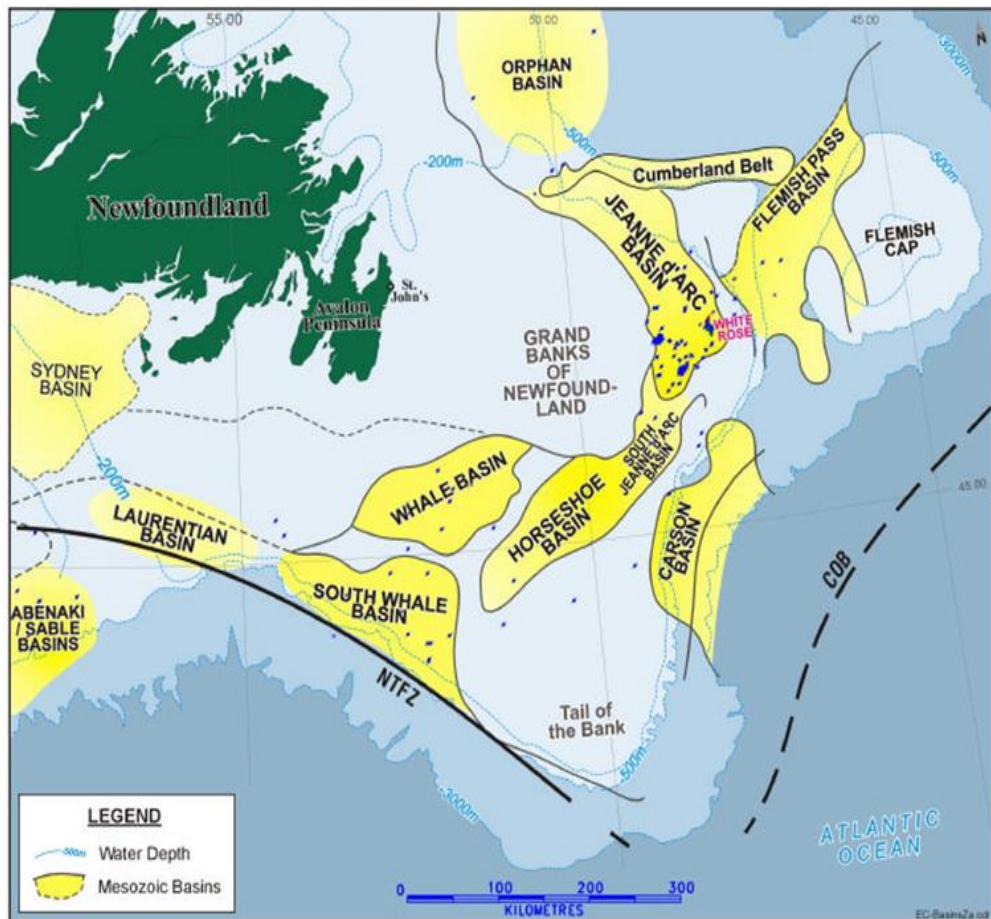 55.00
50.00
45.00
N
-3000m
ORPHAN
BASIN
-500m
-200m
Cumberland Belt
FLEMISH PASS
BASIN
-500m
Newfoundland
JEANNE d'ARC
BASIN
FLEMISH
CAP
St.
John's
Avalon
Peninsula
WHITE
ROSE
GRAND
BANKS
OF
NEWFOUND-
LAND
SYDNEY
BASIN
SOUTH
JEANNE d'ARC
BASIN
-200m
WHALE BASIN
45.00
LAURENTIAN
BASIN
HORSESHOE
BASIN
CARSON
BASIN
COB
SOUTH WHALE
BASIN
ABENAKI
/ SABLE
BASINS
NTFZ
Tail of
the Bank
-500m
-3000m
LEGEND
-500m
Water Depth
Mesozoic Basins
ATLANTIC
OCEAN
0 100 200 300
KILOMETRES
EC-BasinsZa.cdr